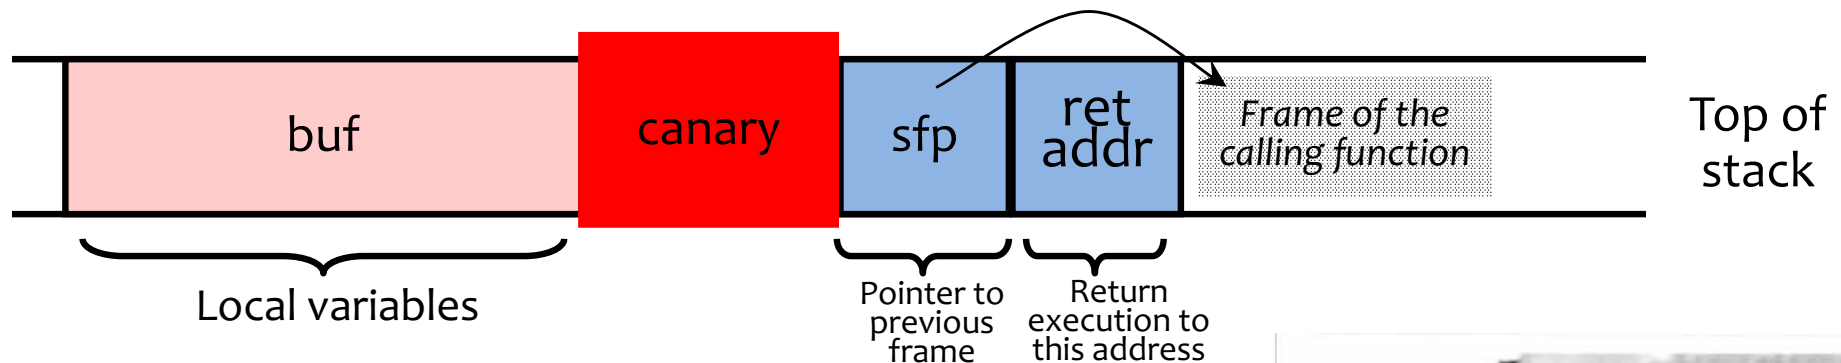 buf
canary
sfp
ret
addr
Frame of the
calling function
Top of
stack
Local variables
Pointer to
previous
frame
Return
execution to
this address